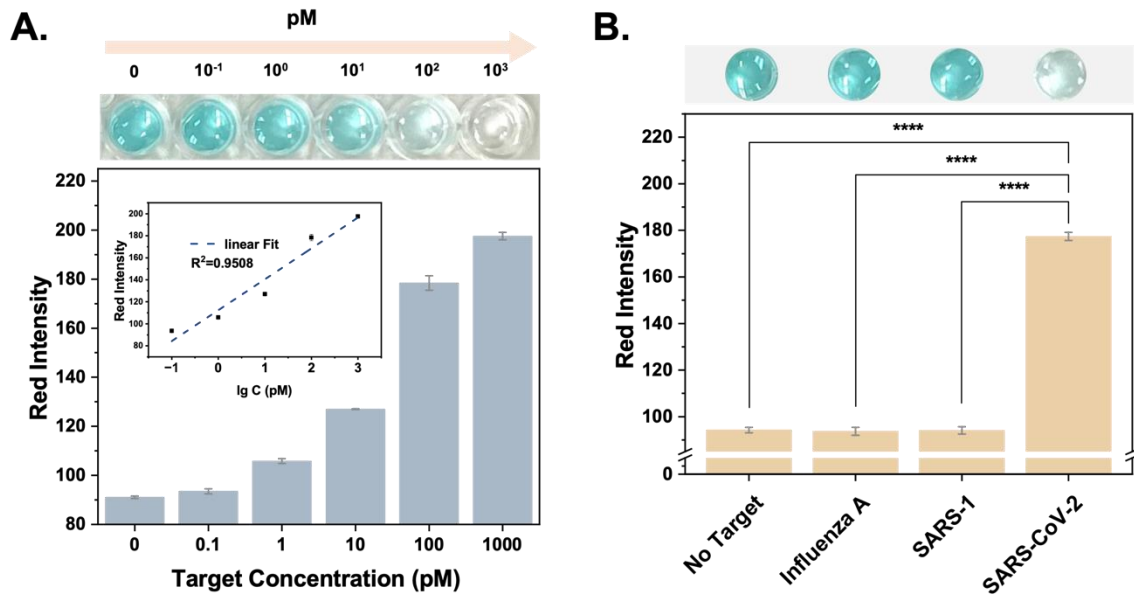 A.
pM
0 10⁻¹ 10⁰ 10¹ 10² 10³
220
200
180
160
140
120
100
80
Red Intensity
0 0.1 1 10 100 1000
Target Concentration (pM)
200
180
160
140
120
100
80
Red Intensity
linear Fit
R²=0.9508
−1 0 1 2 3
lg C (pM)
B.
220
200
180
160
140
120
100
0
Red Intensity
****
****
****
No Target
Influenza A
SARS-1
SARS-CoV-2